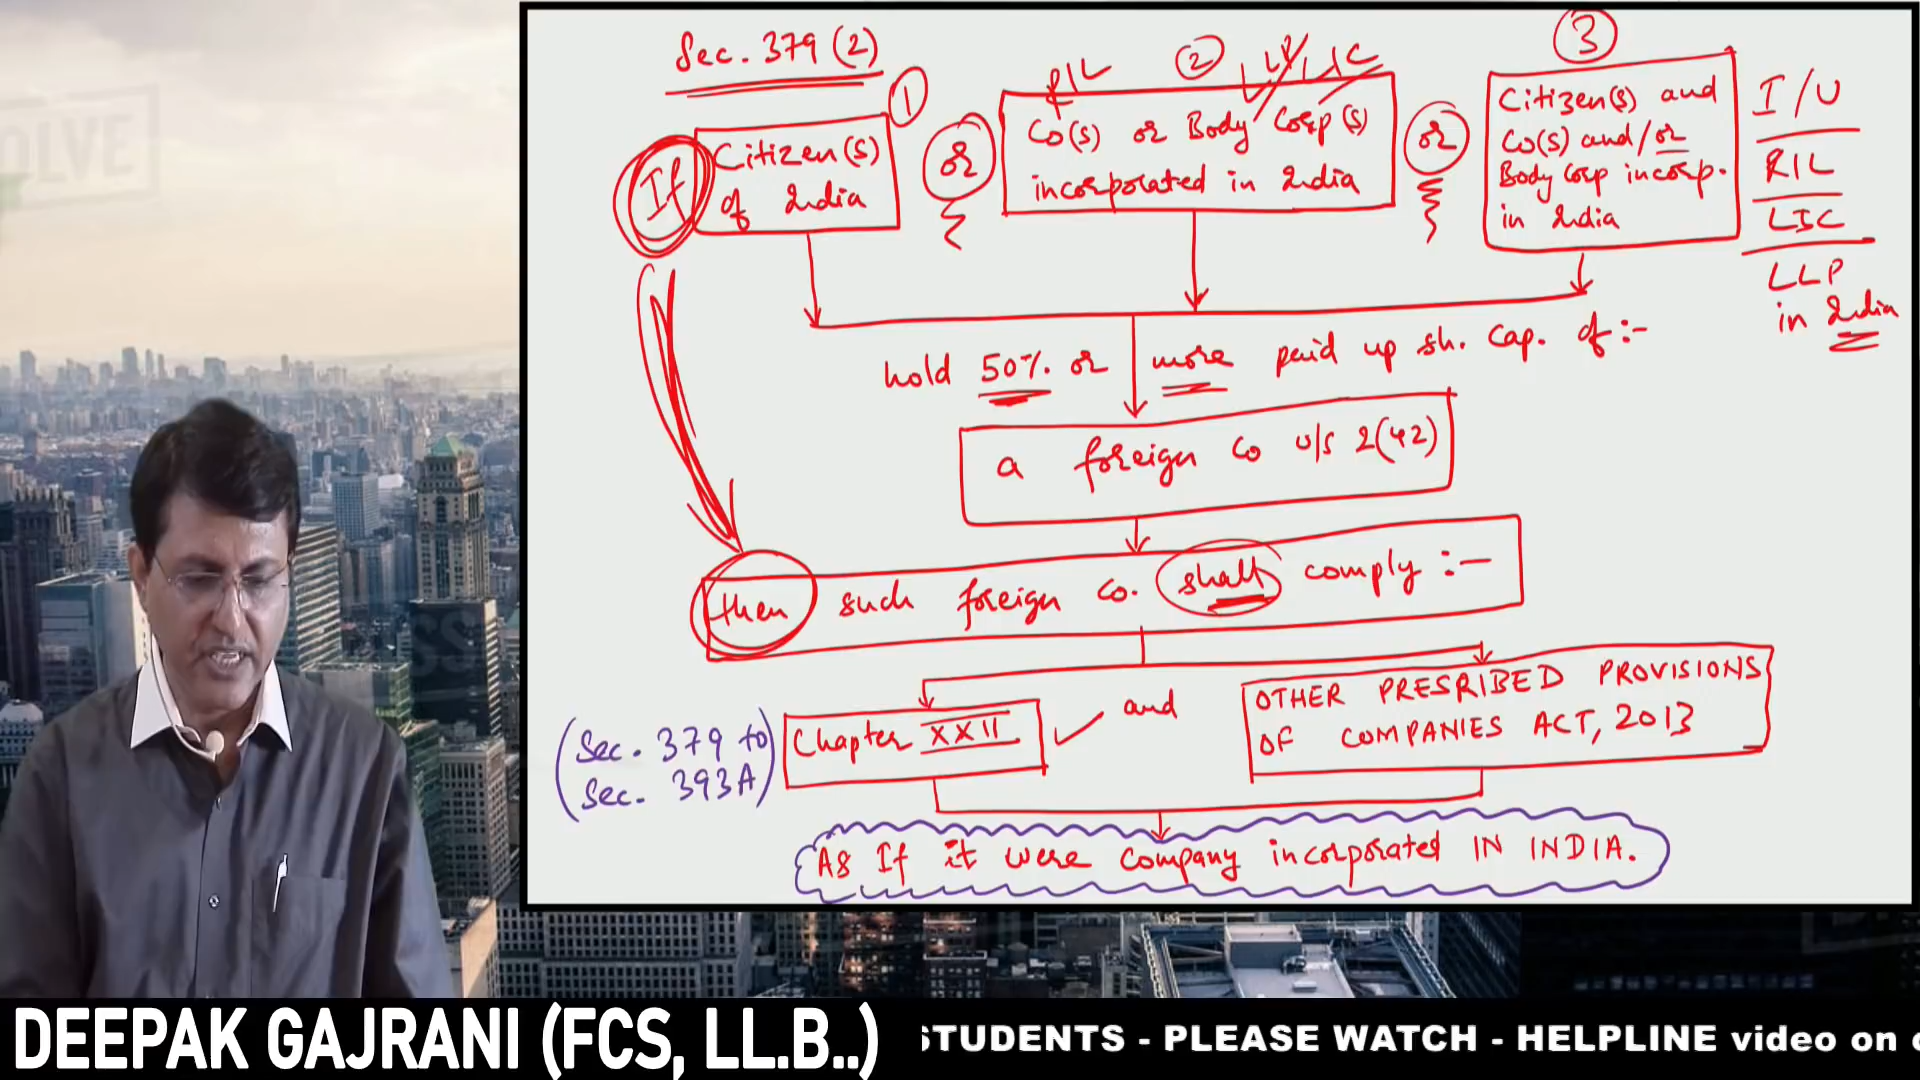 Sec. 379 (2)
1
If
Citizen(s)
of India
or
RIL
2
LIC
Co(s) or Body Corp(s)
incorporated in India
or
3
Citizen(s) and
Co(s) and/or
Body Corp incorp.
in India
I/U
RIL
LIC
LLP
in India
hold 50% or more paid up sh. cap. of :-
a foreign Co u/s 2(42)
then such foreign co. shall comply :-
(Sec. 379 to
Sec. 393A)
Chapter XXII
and
OTHER PRESRIBED PROVISIONS
OF COMPANIES ACT, 2013
As If it were company incorporated IN INDIA.
OLVE
DEEPAK GAJRANI (FCS, LL.B..)
STUDENTS - PLEASE WATCH - HELPLINE video on